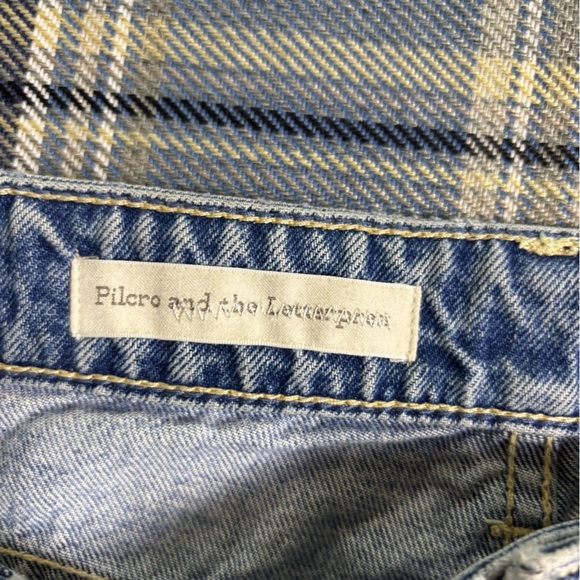 Pilcro and the Letterpress